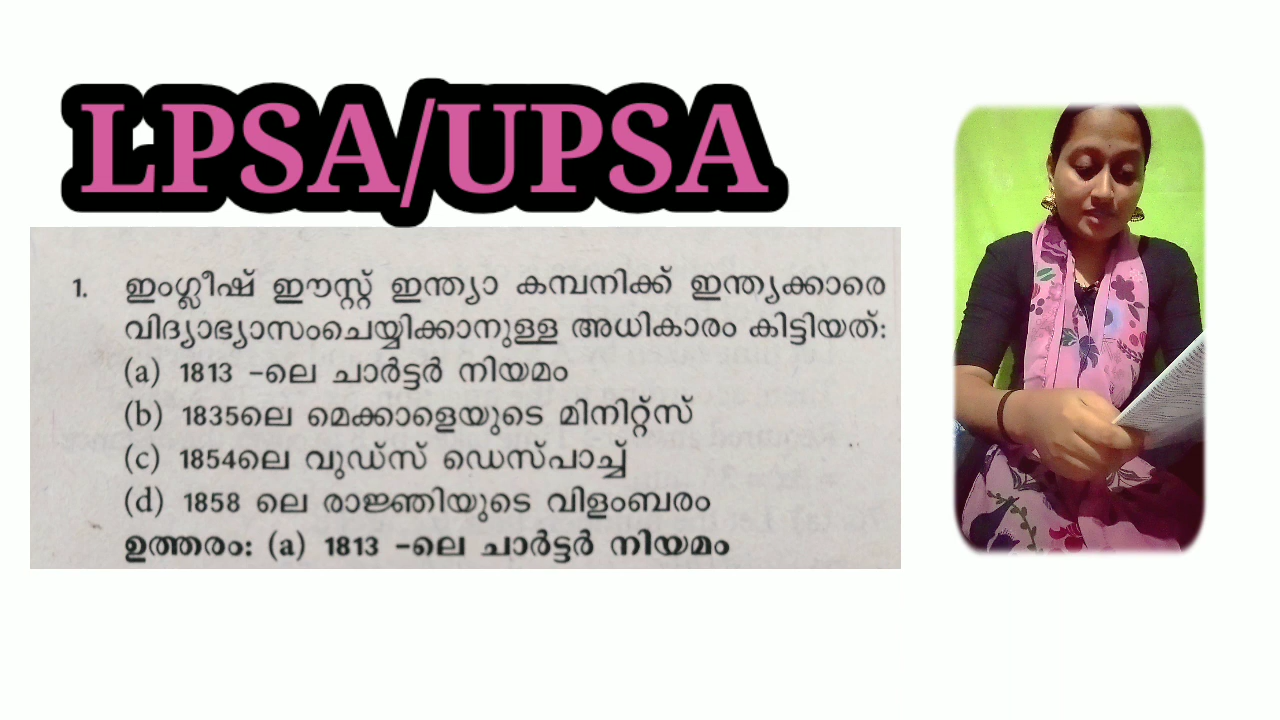 LPSA/UPSA
1. ഇംഗ്ലീഷ് ഈസ്റ്റ് ഇന്ത്യാ കമ്പനിക്ക് ഇന്ത്യക്കാരെ
വിദ്യാഭ്യാസംചെയ്യിക്കാനുള്ള അധികാരം കിട്ടിയത്:
(a) 1813 -ലെ ചാർട്ടർ നിയമം
(b) 1835ലെ മെക്കാളെയുടെ മിനിറ്റ്സ്
(c) 1854ലെ വുഡ്സ് ഡെസ്പാച്ച്
(d) 1858 ലെ രാജ്ഞിയുടെ വിളംബരം
ഉത്തരം: (a) 1813 -ലെ ചാർട്ടർ നിയമം